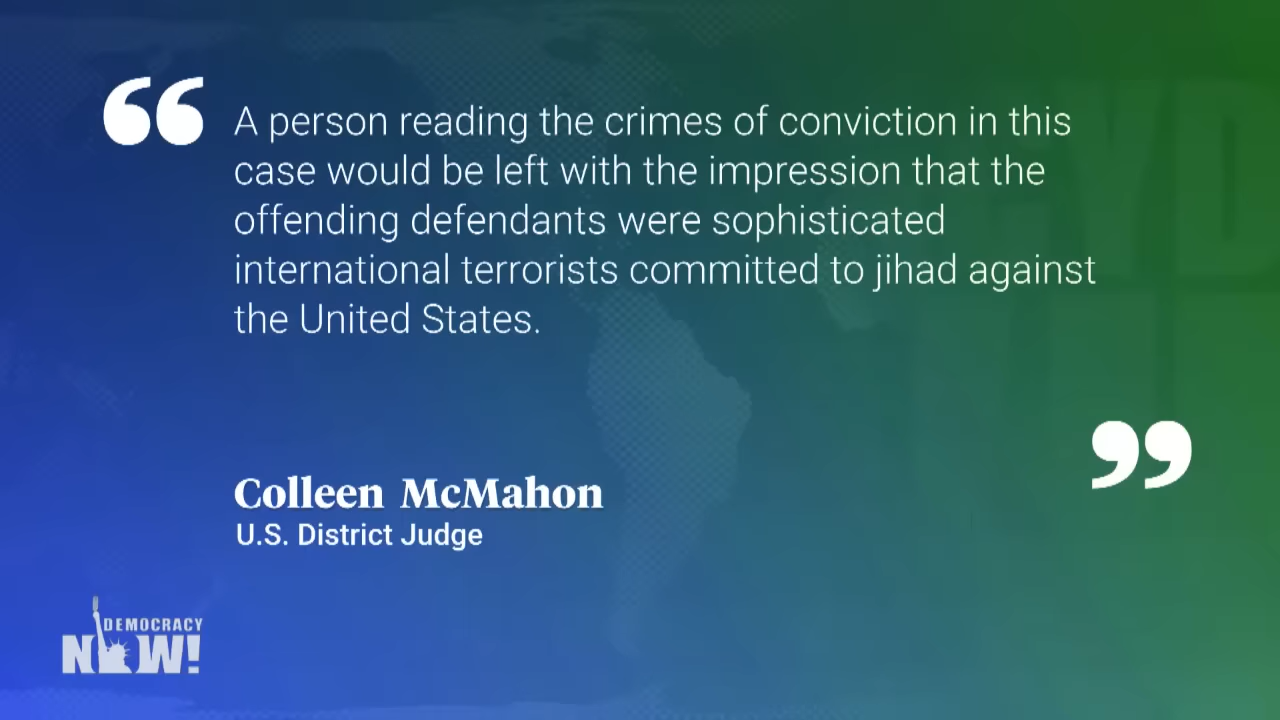 “
A person reading the crimes of conviction in this
case would be left with the impression that the
offending defendants were sophisticated
international terrorists committed to jihad against
the United States.
”
Colleen McMahon
U.S. District Judge
DEMOCRACY
NOW!